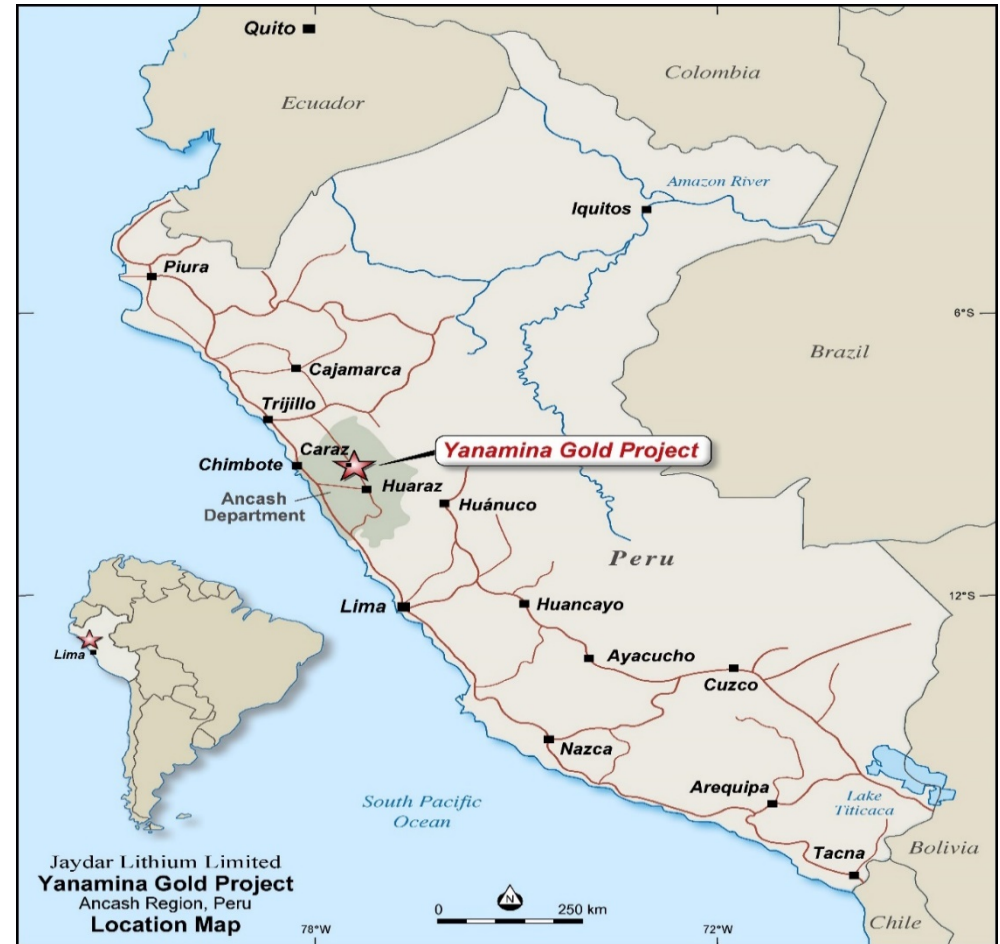 Quito
Colombia
Ecuador
Amazon River
Iquitos
Piura
6°S
Brazil
Cajamarca
Trijillo
Caraz
Yanamina Gold Project
Chimbote
Huaraz
Ancash
Department
Huánuco
Peru
12°S
Lima
Huancayo
Ayacucho
Cuzco
Lima
Nazca
Arequipa
South Pacific
Ocean
Lake
Titicaca
Bolivia
Tacna
Chile
Jaydar Lithium Limited
Yanamina Gold Project
Ancash Region, Peru
Location Map
N
0 250 km
78°W
72°W